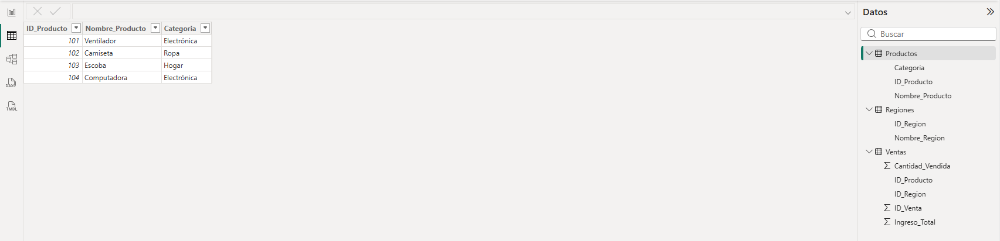 Datos
Buscar
ID_Producto Nombre_Producto Categoria
101 Ventilador Electrónica
102 Camiseta Ropa
103 Escoba Hogar
104 Computadora Electrónica
DAX
TMDL
Productos
Categoria
ID_Producto
Nombre_Producto
Regiones
ID_Region
Nombre_Region
Ventas
Cantidad_Vendida
ID_Producto
ID_Region
ID_Venta
Ingreso_Total